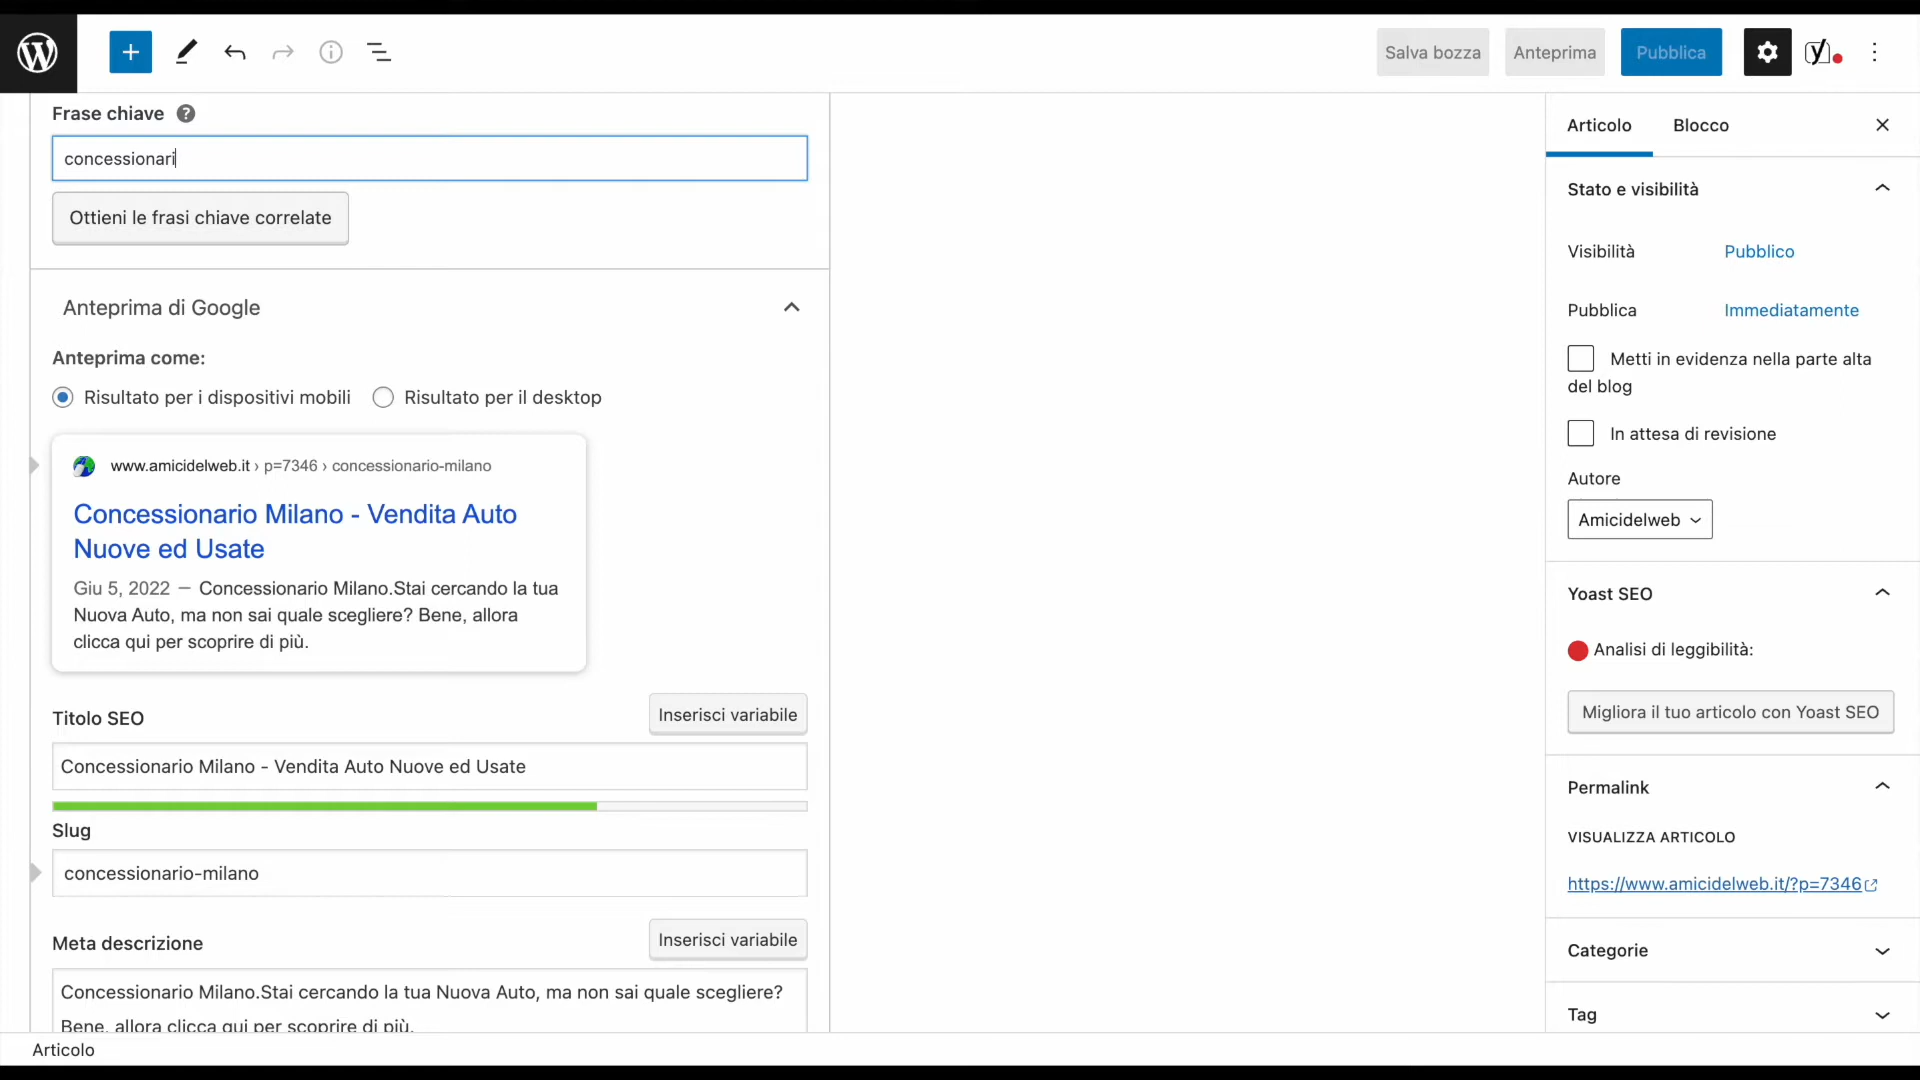 Salva bozza
Anteprima
Pubblica
Frase chiave
concessionari
Ottieni le frasi chiave correlate
Anteprima di Google
Anteprima come:
Risultato per i dispositivi mobili
Risultato per il desktop
www.amicidelweb.it › p=7346 › concessionario-milano
Concessionario Milano - Vendita Auto
Nuove ed Usate
Giu 5, 2022 — Concessionario Milano.Stai cercando la tua
Nuova Auto, ma non sai quale scegliere? Bene, allora
clicca qui per scoprire di più.
Titolo SEO
Inserisci variabile
Concessionario Milano - Vendita Auto Nuove ed Usate
Slug
concessionario-milano
Meta descrizione
Inserisci variabile
Concessionario Milano.Stai cercando la tua Nuova Auto, ma non sai quale scegliere?
Bene, allora clicca qui per scoprire di più.
Articolo
Articolo
Blocco
Stato e visibilità
Visibilità
Pubblico
Pubblica
Immediatamente
Metti in evidenza nella parte alta
del blog
In attesa di revisione
Autore
Amicidelweb
Yoast SEO
Analisi di leggibilità:
Migliora il tuo articolo con Yoast SEO
Permalink
VISUALIZZA ARTICOLO
https://www.amicidelweb.it/?p=7346
Categorie
Tag